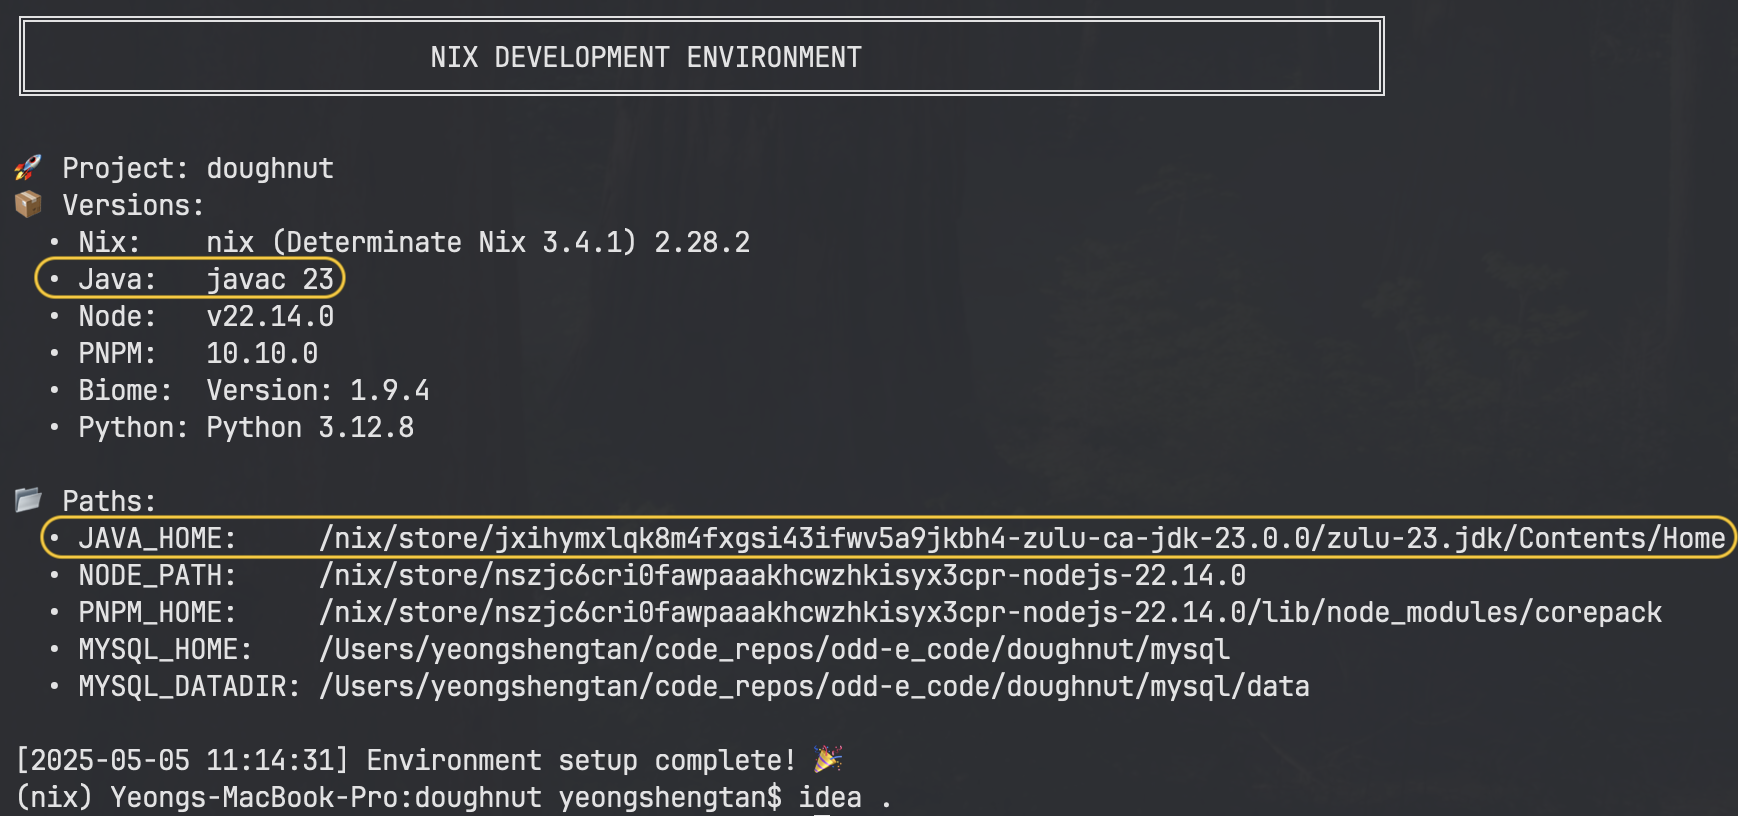 NIX DEVELOPMENT ENVIRONMENT
🚀 Project: doughnut
📦 Versions:
• Nix:    nix (Determinate Nix 3.4.1) 2.28.2
• Java:   javac 23
• Node:   v22.14.0
• PNPM:   10.10.0
• Biome:  Version: 1.9.4
• Python: Python 3.12.8
📂 Paths:
• JAVA_HOME:     /nix/store/jxihymxlqk8m4fxgsi43ifwv5a9jkbh4-zulu-ca-jdk-23.0.0/zulu-23.jdk/Contents/Home
• NODE_PATH:     /nix/store/nszjc6cri0fawpaaakhcwzhkisyx3cpr-nodejs-22.14.0
• PNPM_HOME:     /nix/store/nszjc6cri0fawpaaakhcwzhkisyx3cpr-nodejs-22.14.0/lib/node_modules/corepack
• MYSQL_HOME:    /Users/yeongshengtan/code_repos/odd-e_code/doughnut/mysql
• MYSQL_DATADIR: /Users/yeongshengtan/code_repos/odd-e_code/doughnut/mysql/data
[2025-05-05 11:14:31] Environment setup complete! 🎉
(nix) Yeongs-MacBook-Pro:doughnut yeongshengtan$ idea .